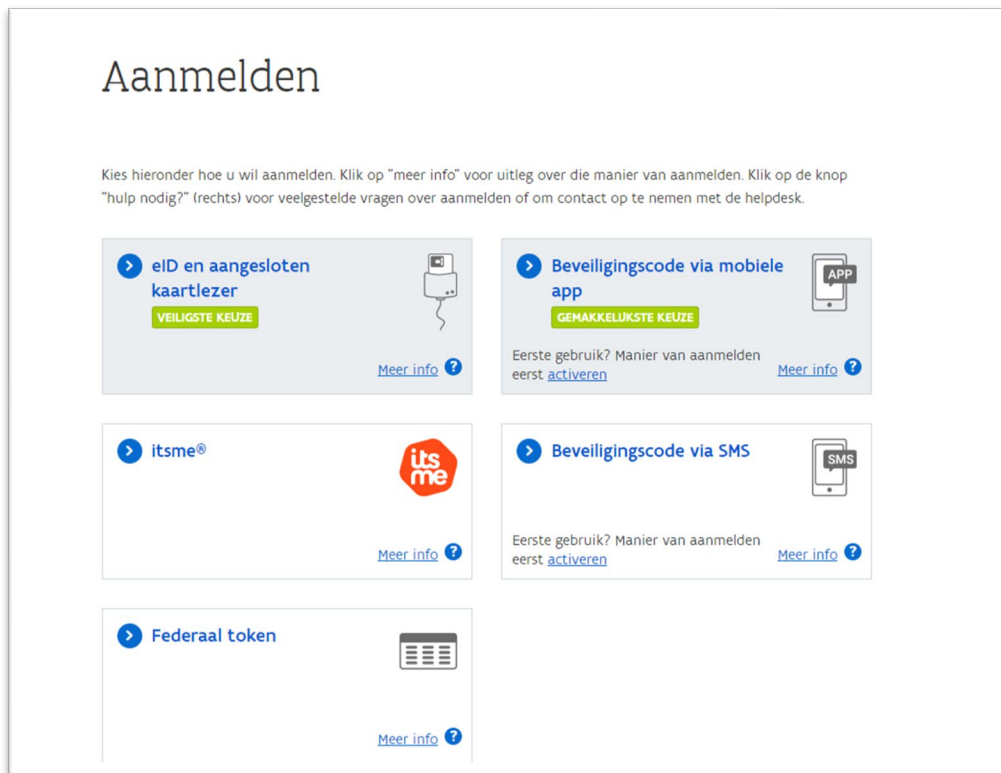 Aanmelden
Kies hieronder hoe u wil aanmelden. Klik op "meer info" voor uitleg over die manier van aanmelden. Klik op de knop
"hulp nodig?" (rechts) voor veelgestelde vragen over aanmelden of om contact op te nemen met de helpdesk.
eID en aangesloten
kaartlezer
VEILIGSTE KEUZE
Meer info ?
Beveiligingscode via mobiele
app
GEMAKKELIJKSTE KEUZE
APP
Eerste gebruik? Manier van aanmelden
eerst activeren
Meer info ?
itsme®
its
me
Meer info ?
Beveiligingscode via SMS
SMS
Eerste gebruik? Manier van aanmelden
eerst activeren
Meer info ?
Federaal token
Meer info ?